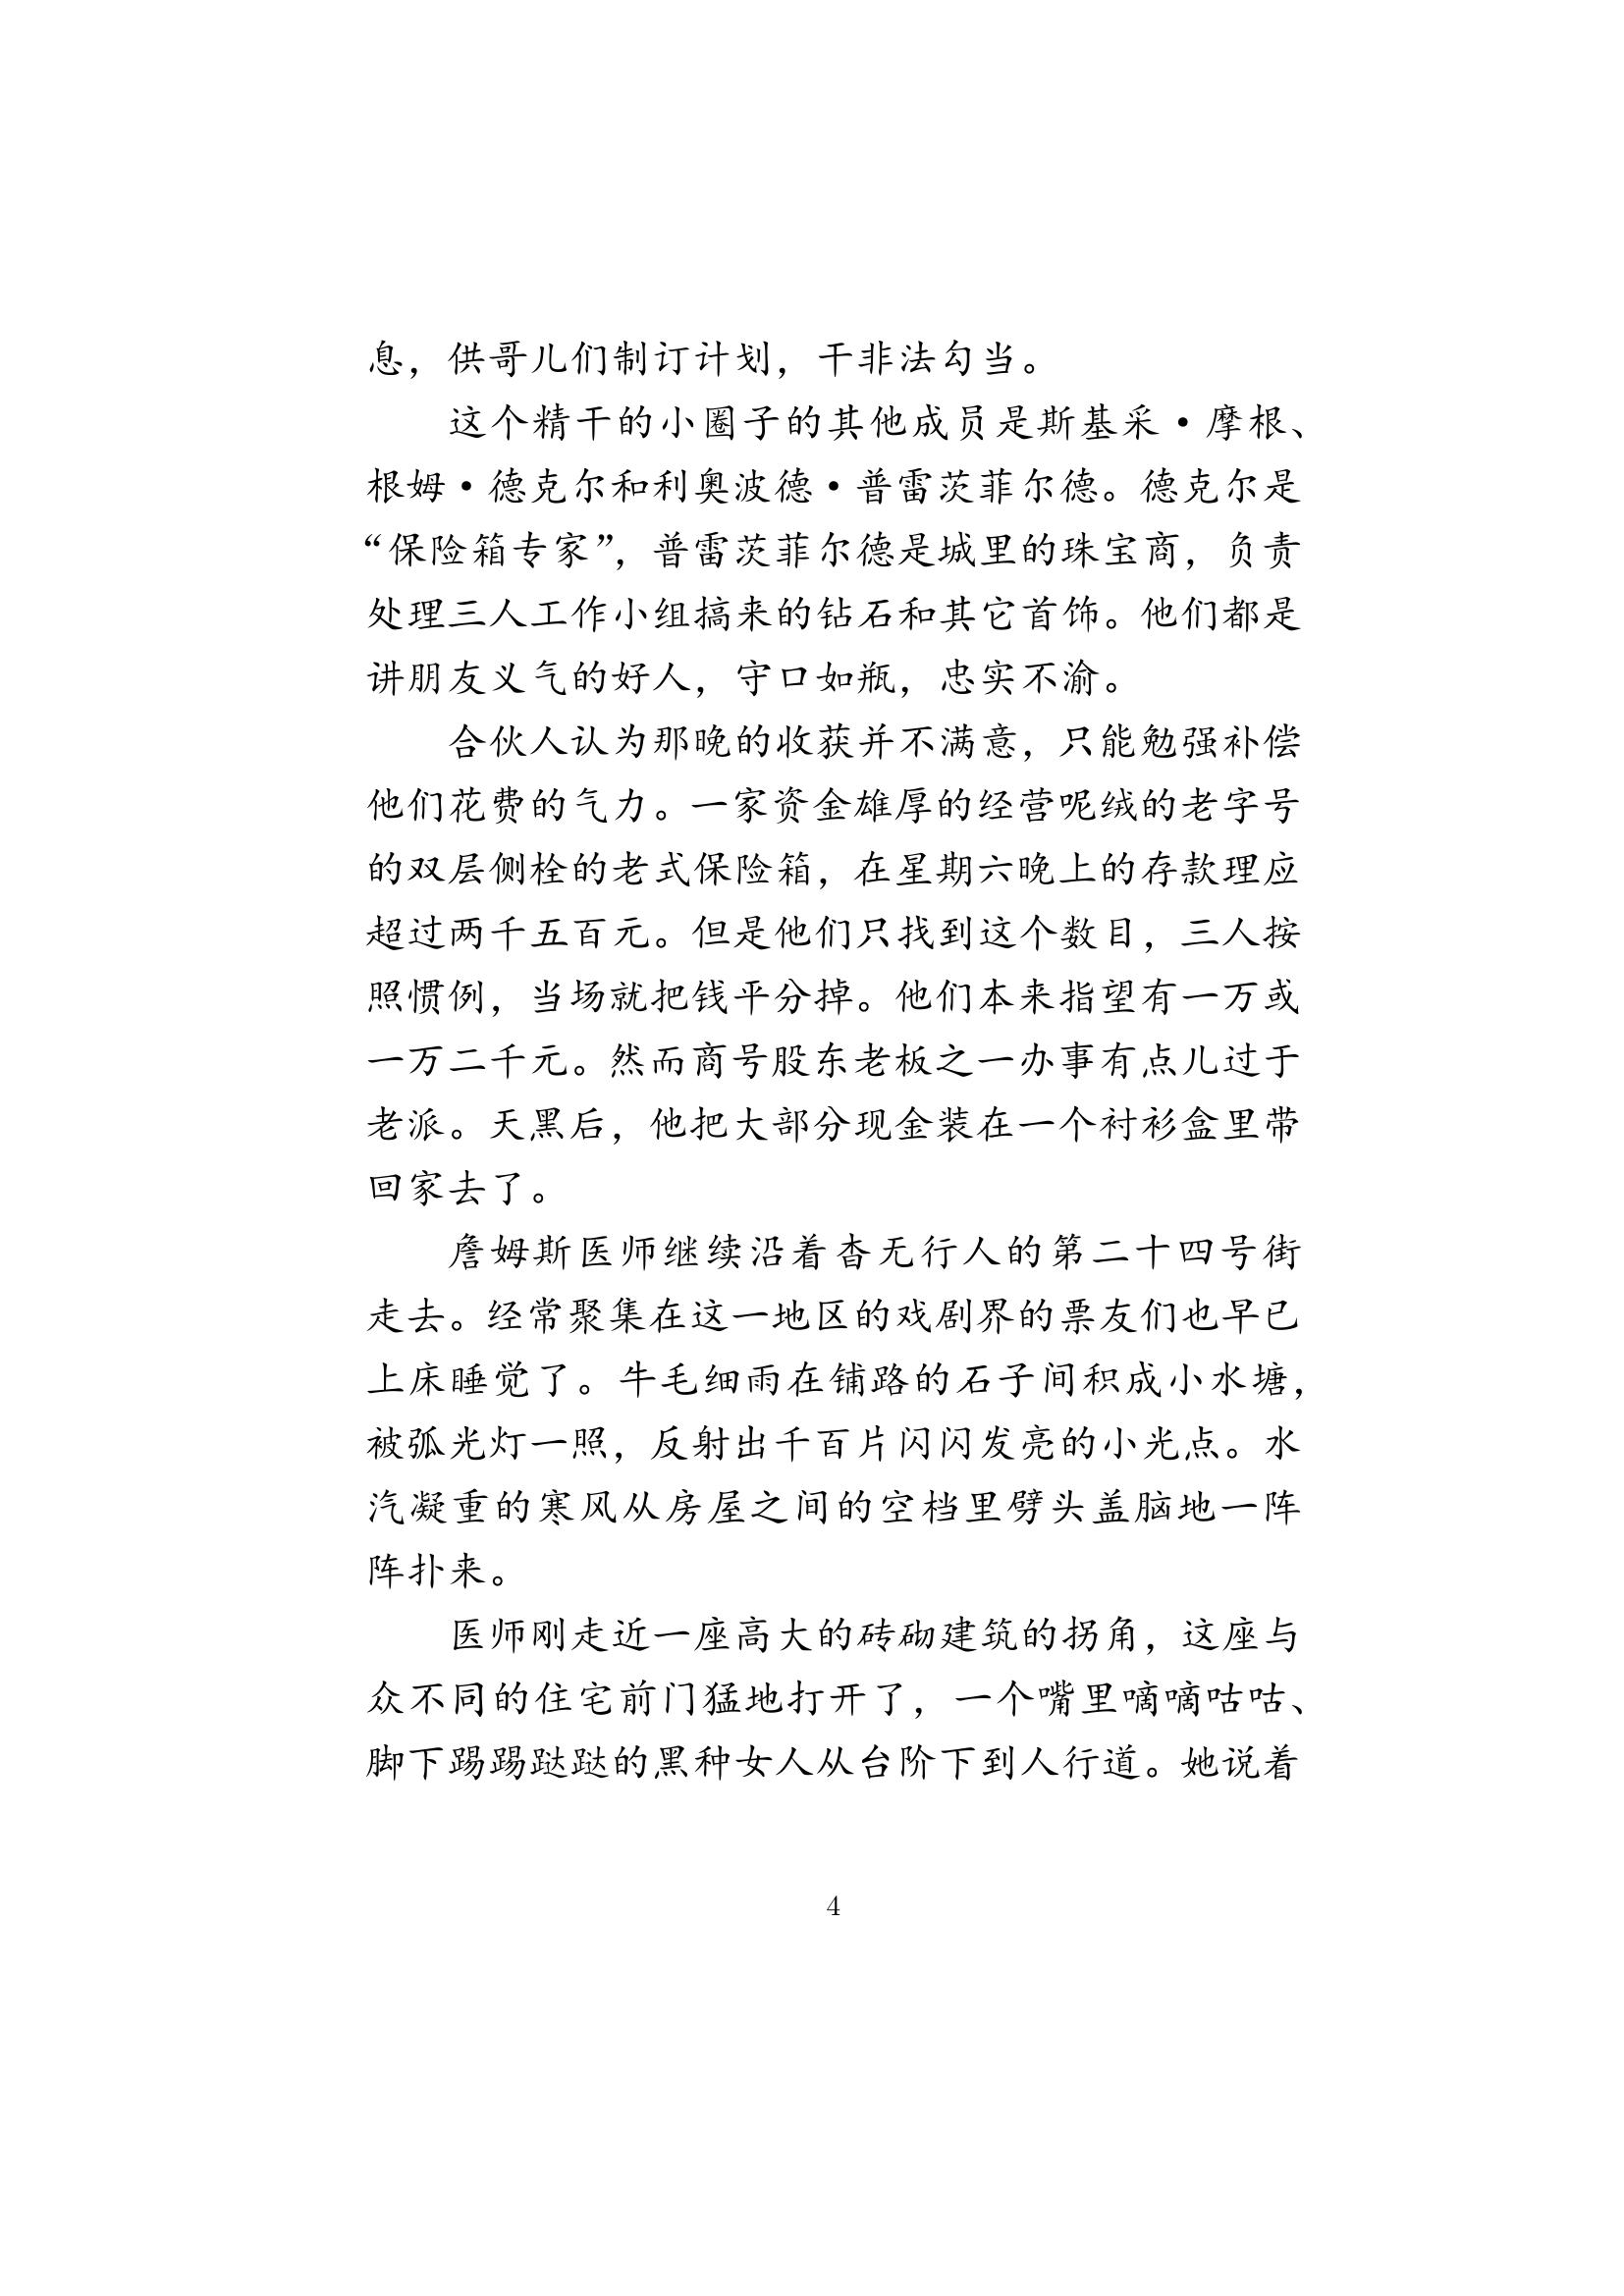 息，供哥儿们制订计划，干非法勾当。
这个精干的小圈子的其他成员是斯基采·摩根、
根姆·德克尔和利奥波德·普雷茨菲尔德。德克尔是
“保险箱专家”，普雷茨菲尔德是城里的珠宝商，负责
处理三人工作小组搞来的钻石和其它首饰。他们都是
讲朋友义气的好人，守口如瓶，忠实不渝。
合伙人认为那晚的收获并不满意，只能勉强补偿
他们花费的气力。一家资金雄厚的经营呢绒的老字号
的双层侧栓的老式保险箱，在星期六晚上的存款理应
超过两千五百元。但是他们只找到这个数目，三人按
照惯例，当场就把钱平分掉。他们本来指望有一万或
一万二千元。然而商号股东老板之一办事有点儿过于
老派。天黑后，他把大部分现金装在一个衬衫盒里带
回家去了。
詹姆斯医师继续沿着杳无行人的第二十四号街
走去。经常聚集在这一地区的戏剧界的票友们也早已
上床睡觉了。牛毛细雨在铺路的石子间积成小水塘，
被弧光灯一照，反射出千百片闪闪发亮的小光点。水
汽凝重的寒风从房屋之间的空档里劈头盖脑地一阵
阵扑来。
医师刚走近一座高大的砖砌建筑的拐角，这座与
众不同的住宅前门猛地打开了，一个嘴里嘀嘀咕咕、
脚下踢踢跶跶的黑种女人从台阶下到人行道。她说着
4